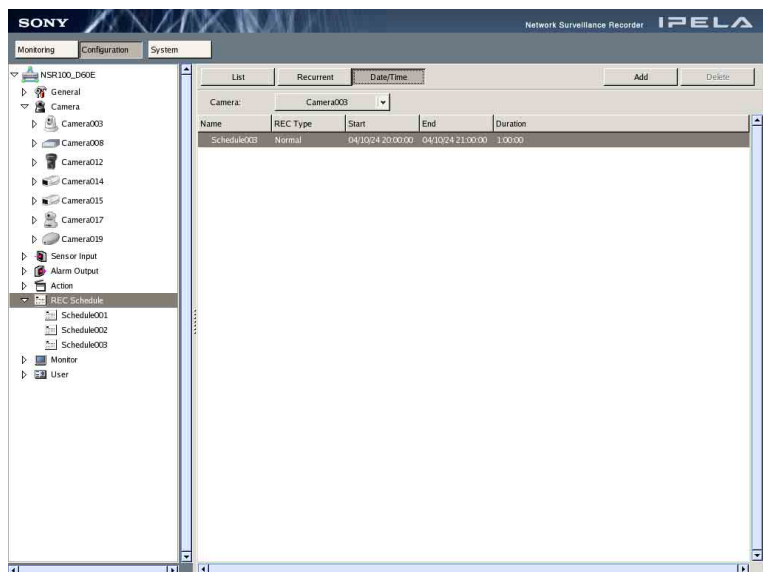 SONY
Network Surveillance Recorder IPELA
Monitoring Configuration System
NSR100_D60E
General
Camera
Camera003
Camera008
Camera012
Camera014
Camera015
Camera017
Camera019
Sensor Input
Alarm Output
Action
REC Schedule
Schedule001
Schedule002
Schedule003
Monitor
User
List Recurrent Date/Time Add Delete
Camera: Camera003
Name REC Type Start End Duration
Schedule003 Normal 04/10/24 20:00:00 04/10/24 21:00:00 1:00:00